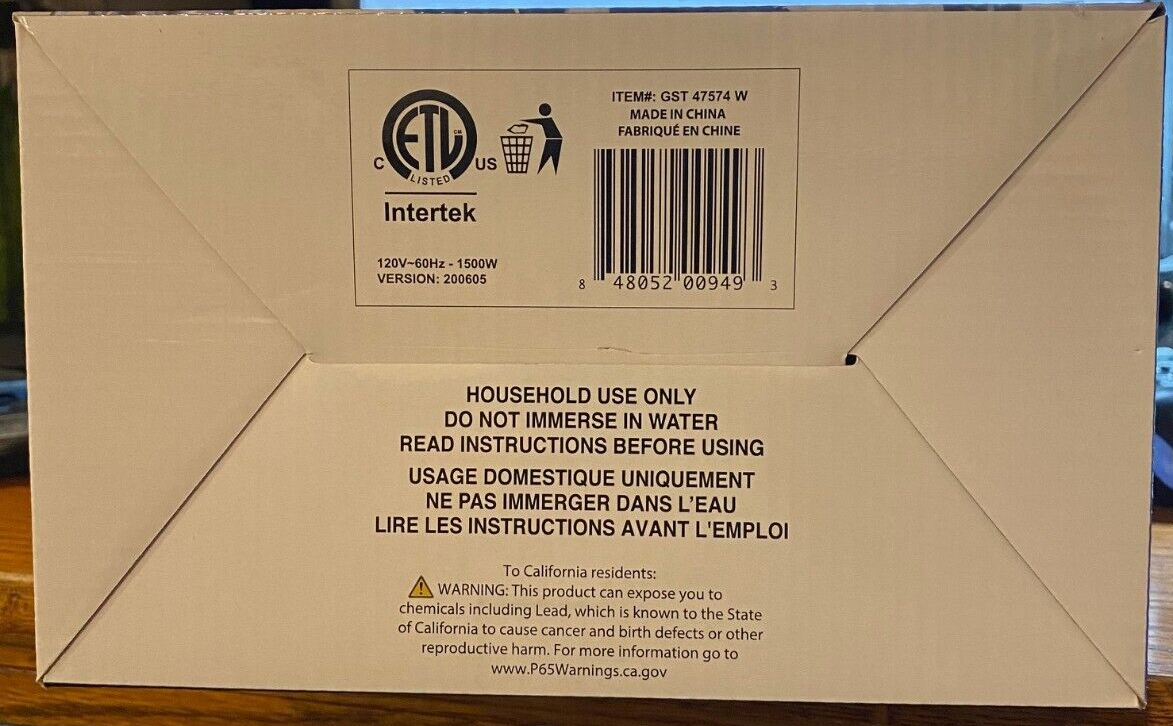 C ETL CM US
LISTED
Intertek
120V~60Hz - 1500W
VERSION: 200605
ITEM#: GST 47574 W
MADE IN CHINA
FABRIQUÉ EN CHINE
8 48052 00949 3
HOUSEHOLD USE ONLY
DO NOT IMMERSE IN WATER
READ INSTRUCTIONS BEFORE USING
USAGE DOMESTIQUE UNIQUEMENT
NE PAS IMMERGER DANS L'EAU
LIRE LES INSTRUCTIONS AVANT L'EMPLOI
To California residents:
WARNING: This product can expose you to
chemicals including Lead, which is known to the State
of California to cause cancer and birth defects or other
reproductive harm. For more information go to
www.P65Warnings.ca.gov